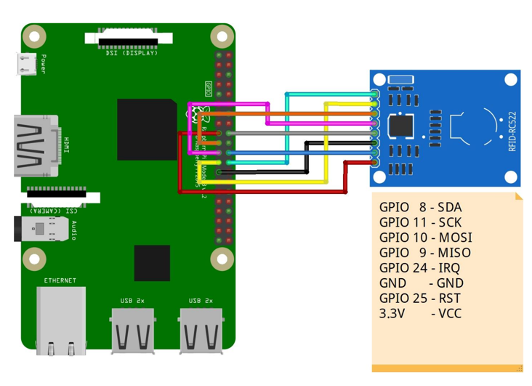 DSI (DISPLAY)
Power
GPIO
HDMI
CSI (CAMERA)
Audio
ETHERNET
USB 2x
USB 2x
RFID-RC522
GPIO 8 - SDA
GPIO 11 - SCK
GPIO 10 - MOSI
GPIO 9 - MISO
GPIO 24 - IRQ
GND - GND
GPIO 25 - RST
3.3V - VCC